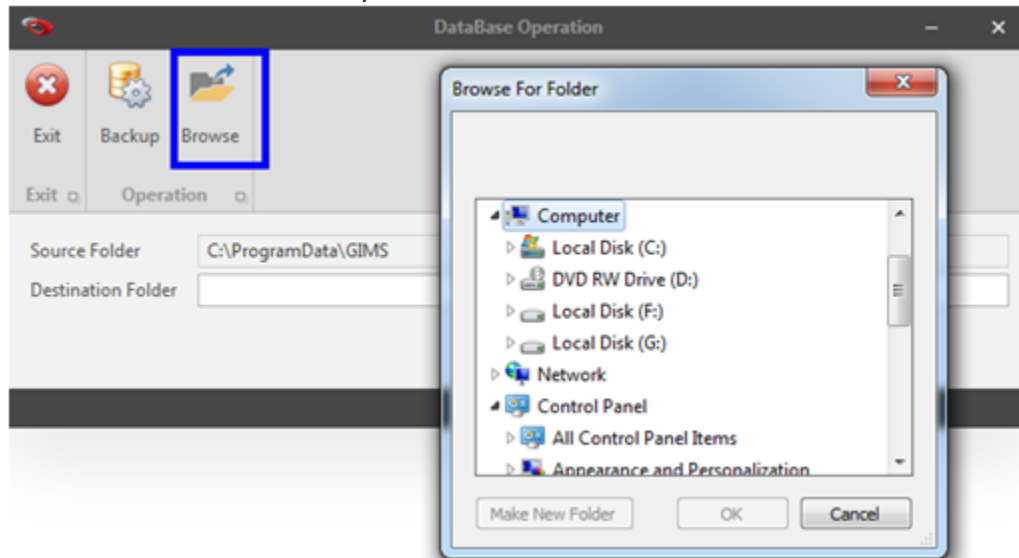 DataBase Operation
Exit
Backup
Browse
Exit
Operation
Source Folder
C:\ProgramData\GIMS
Destination Folder
Browse For Folder
Computer
Local Disk (C:)
DVD RW Drive (D:)
Local Disk (F:)
Local Disk (G:)
Network
Control Panel
All Control Panel Items
Appearance and Personalization
Make New Folder
OK
Cancel